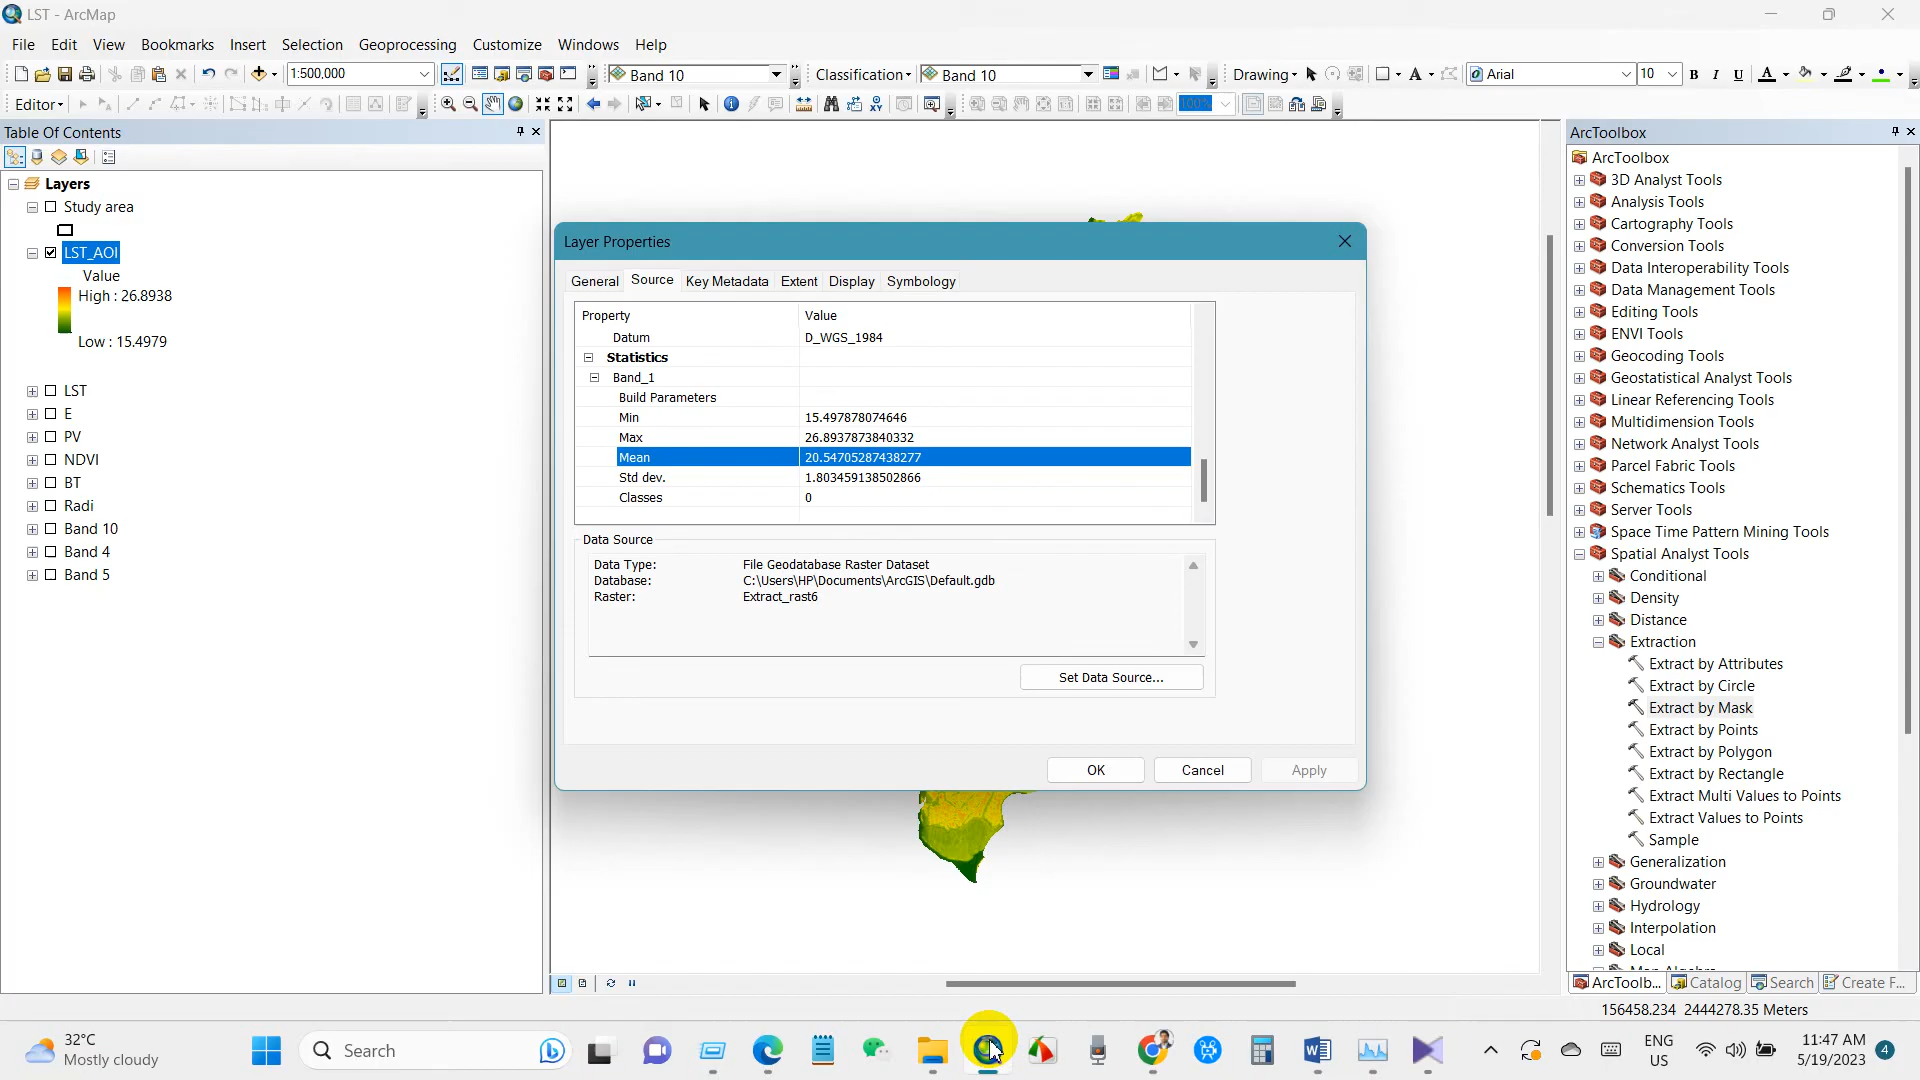 LST - ArcMap
File Edit View Bookmarks Insert Selection Geoprocessing Customize Windows Help
1:500,000 Band 10 Classification Band 10 Drawing Arial 10 B I U A
Editor 100%
Table Of Contents
Layers
Study area
LST_AOI
Value
High : 26.8938
Low : 15.4979
LST
E
PV
NDVI
BT
Radi
Band 10
Band 4
Band 5
Layer Properties
General Source Key Metadata Extent Display Symbology
Property Value
Datum D_WGS_1984
Statistics
Band_1
Build Parameters
Min 15.497878074646
Max 26.8937873840332
Mean 20.54705287438277
Std dev. 1.803459138502866
Classes 0
Data Source
Data Type: File Geodatabase Raster Dataset
Database: C:\Users\HP\Documents\ArcGIS\Default.gdb
Raster: Extract_rast6
Set Data Source...
OK Cancel Apply
ArcToolbox
ArcToolbox
3D Analyst Tools
Analysis Tools
Cartography Tools
Conversion Tools
Data Interoperability Tools
Data Management Tools
Editing Tools
ENVI Tools
Geocoding Tools
Geostatistical Analyst Tools
Linear Referencing Tools
Multidimension Tools
Network Analyst Tools
Parcel Fabric Tools
Schematics Tools
Server Tools
Space Time Pattern Mining Tools
Spatial Analyst Tools
Conditional
Density
Distance
Extraction
Extract by Attributes
Extract by Circle
Extract by Mask
Extract by Points
Extract by Polygon
Extract by Rectangle
Extract Multi Values to Points
Extract Values to Points
Sample
Generalization
Groundwater
Hydrology
Interpolation
Local
ArcToolb... Catalog Search Create F...
156458.234 2444278.35 Meters
32°C
Mostly cloudy
Search
ENG
US
11:47 AM
5/19/2023
4